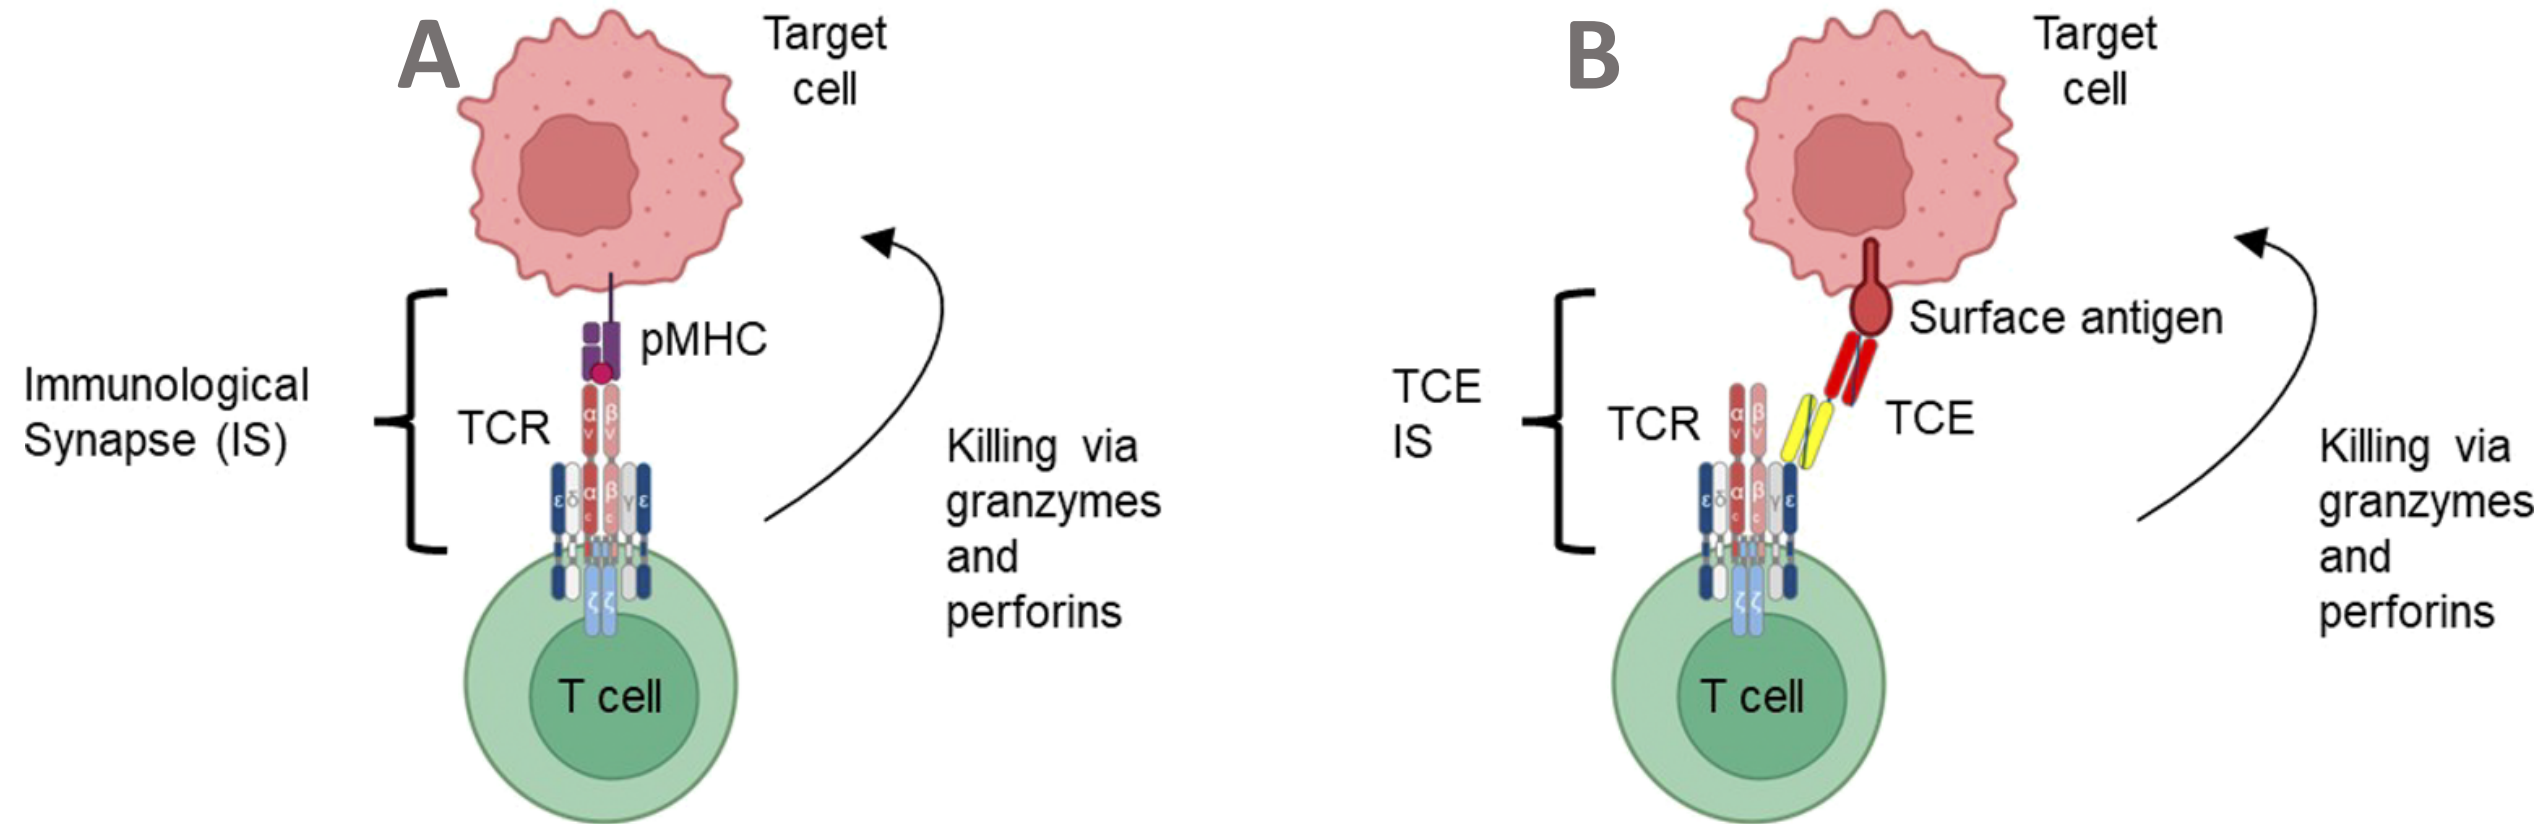 A
Target
cell
pMHC
Immunological
Synapse (IS)
TCR
α β
v v
ε δ α β γ ε
c c
ζ ζ
T cell
Killing via
granzymes
and
perforins
B
Target
cell
Surface antigen
TCE
IS
TCR
TCE
α β
v v
ε δ α β γ ε
c c
ζ ζ
T cell
Killing via
granzymes
and
perforins